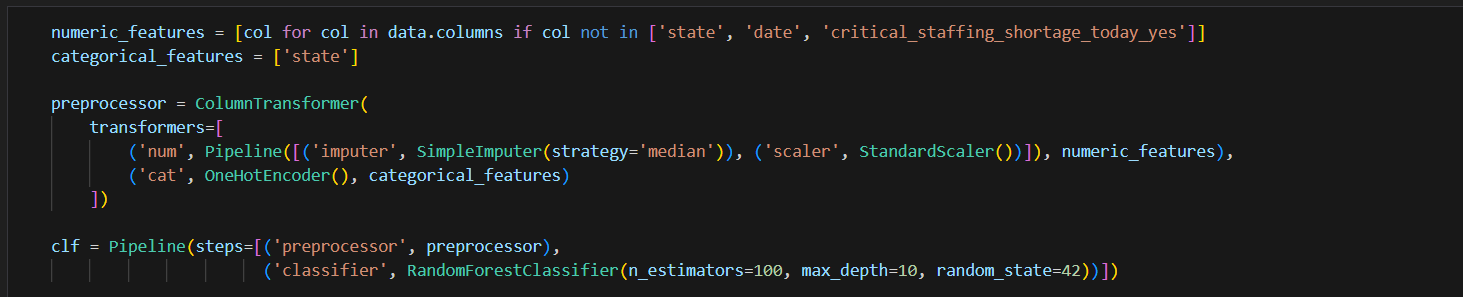 numeric_features = [col for col in data.columns if col not in ['state', 'date', 'critical_staffing_shortage_today_yes']]
categorical_features = ['state']
preprocessor = ColumnTransformer(
    transformers=[
        ('num', Pipeline([('imputer', SimpleImputer(strategy='median')), ('scaler', StandardScaler())]), numeric_features),
        ('cat', OneHotEncoder(), categorical_features)
    ])
clf = Pipeline(steps=[('preprocessor', preprocessor),
                      ('classifier', RandomForestClassifier(n_estimators=100, max_depth=10, random_state=42))])